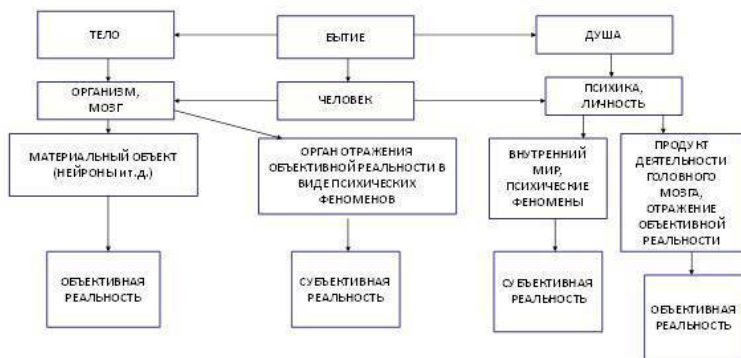 ТЕЛО
БЫТИЕ
ДУША
ОРГАНИЗМ,
МОЗГ
ЧЕЛОВЕК
ПСИХИКА,
ЛИЧНОСТЬ
МАТЕРИАЛЬНЫЙ ОБЪЕКТ
(НЕЙРОНЫ и т.д.)
ОРГАН ОТРАЖЕНИЯ
ОБЪЕКТИВНОЙ РЕАЛЬНОСТИ В
ВИДЕ ПСИХИЧЕСКИХ
ФЕНОМЕНОВ
ВНУТРЕННИЙ
МИР,
ПСИХИЧЕСКИЕ
ФЕНОМЕНЫ
ПРОДУКТ
ДЕЯТЕЛЬНОСТИ
ГОЛОВНОГО
МОЗГА,
ОТРАЖЕНИЕ
ОБЪЕКТИВНОЙ
РЕАЛЬНОСТИ
ОБЪЕКТИВНАЯ
РЕАЛЬНОСТЬ
СУБЪЕКТИВНАЯ
РЕАЛЬНОСТЬ
СУБЪЕКТИВНАЯ
РЕАЛЬНОСТЬ
ОБЪЕКТИВНАЯ
РЕАЛЬНОСТЬ